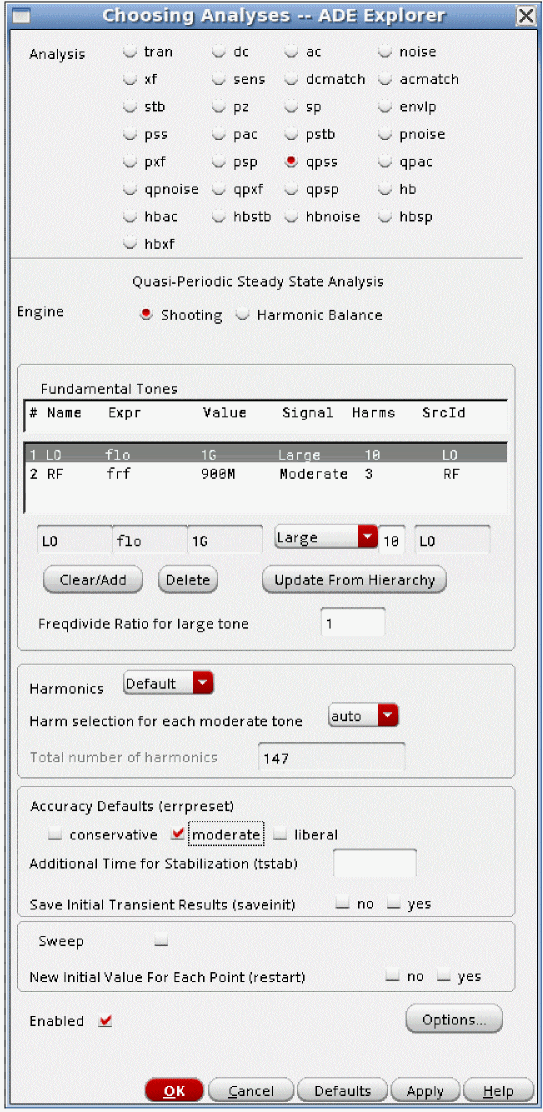 Choosing Analyses -- ADE Explorer
Analysis tran dc ac noise
xf sens dcmatch acmatch
stb pz sp envlp
pss pac pstb pnoise
pxf psp qpss qpac
qpnoise qpxf qpsp hb
hbac hbstb hbnoise hbsp
hbxf
Quasi-Periodic Steady State Analysis
Engine Shooting Harmonic Balance
Fundamental Tones
# Name Expr Value Signal Harms SrcId
1 LO flo 1G Large 10 LO
2 RF frf 900M Moderate 3 RF
LO flo 1G Large 10 LO
Clear/Add Delete Update From Hierarchy
Freqdivide Ratio for large tone 1
Harmonics Default
Harm selection for each moderate tone auto
Total number of harmonics 147
Accuracy Defaults (errpreset)
conservative moderate liberal
Additional Time for Stabilization (tstab)
Save Initial Transient Results (saveinit) no yes
Sweep
New Initial Value For Each Point (restart) no yes
Enabled Options...
OK Cancel Defaults Apply Help